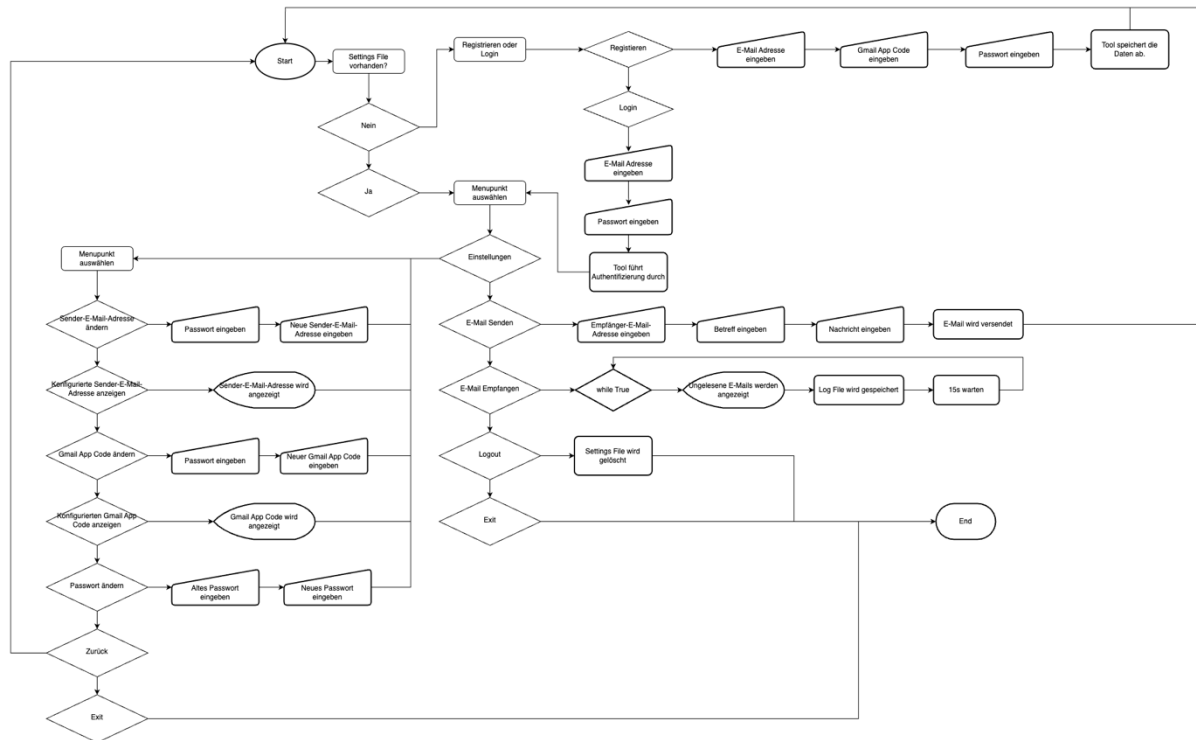 Start
Settings File
vorhanden?
Registrieren oder
Login
Registieren
E-Mail Adresse
eingeben
Gmail App Code
eingeben
Passwort eingeben
Tool speichert die
Daten ab.
Nein
Login
E-Mail Adresse
eingeben
Passwort eingeben
Tool führt
Authentifizierung durch
Ja
Menupunkt
auswählen
Einstellungen
Menupunkt
auswählen
Sender-E-Mail-Adresse
ändern
Passwort eingeben
Neue Sender-E-Mail-
Adresse eingeben
E-Mail Senden
Empfänger-E-Mail-
Adresse eingeben
Betreff eingeben
Nachricht eingeben
E-Mail wird versendet
Konfigurierte Sender-E-Mail-
Adresse anzeigen
Sender-E-Mail-Adresse wird
angezeigt
E-Mail Empfangen
while True
Ungelesene E-Mails werden
angezeigt
Log File wird gespeichert
15s warten
Gmail App Code ändern
Passwort eingeben
Neuer Gmail App Code
eingeben
Logout
Settings File wird
gelöscht
Konfigurierten Gmail App
Code anzeigen
Gmail App Code wird
angezeigt
Exit
End
Passwort ändern
Altes Passwort
eingeben
Neues Passwort
eingeben
Zurück
Exit